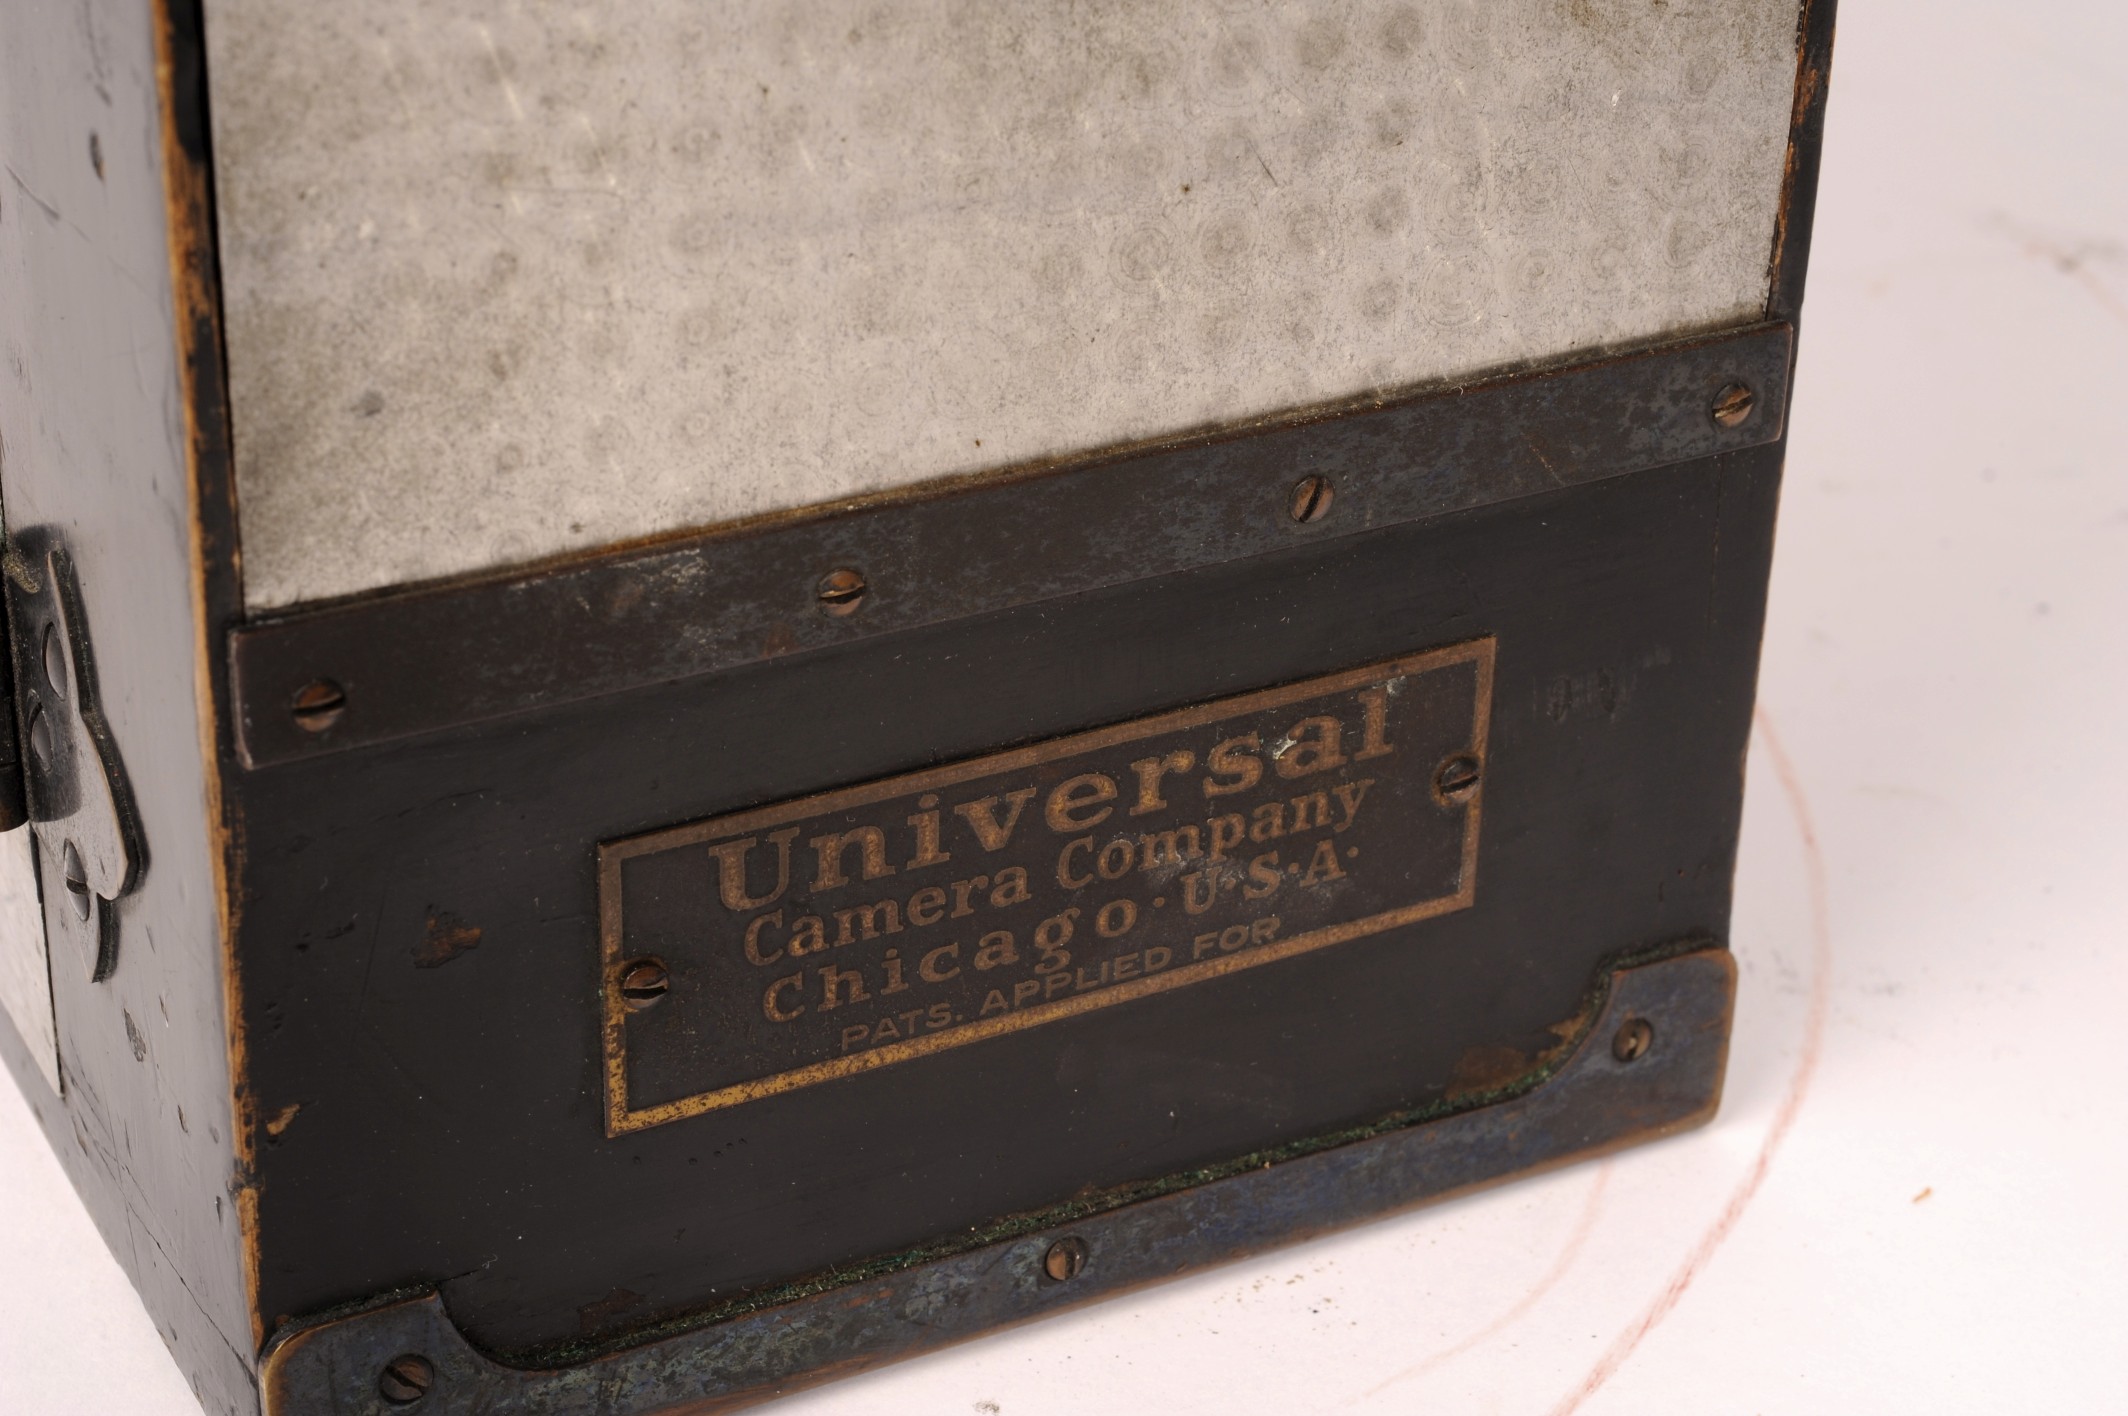 Universal
Camera Company
Chicago·U·S·A·
PATS. APPLIED FOR